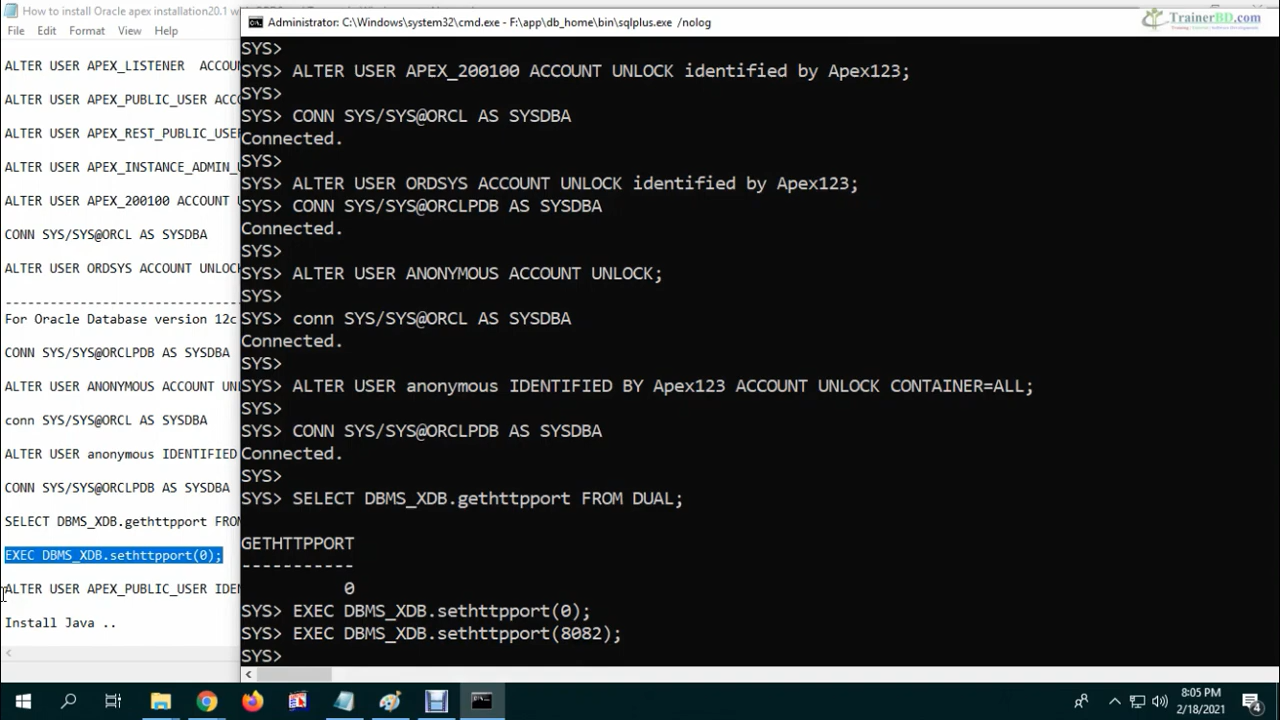 How to install Oracle apex installation20.1
File Edit Format View Help
ALTER USER APEX_LISTENER ACCOUN
ALTER USER APEX_PUBLIC_USER ACCO
ALTER USER APEX_REST_PUBLIC_USE
ALTER USER APEX_INSTANCE_ADMIN_
ALTER USER APEX_200100 ACCOUNT
CONN SYS/SYS@ORCL AS SYSDBA
ALTER USER ORDSYS ACCOUNT UNLOC
For Oracle Database version 12c
CONN SYS/SYS@ORCLPDB AS SYSDBA
ALTER USER ANONYMOUS ACCOUNT UN
conn SYS/SYS@ORCL AS SYSDBA
ALTER USER anonymous IDENTIFIED
CONN SYS/SYS@ORCLPDB AS SYSDBA
SELECT DBMS_XDB.gethttpport FRO
EXEC DBMS_XDB.sethttpport(0);
ALTER USER APEX_PUBLIC_USER IDEN
Install Java ..
Administrator: C:\Windows\system32\cmd.exe - F:\app\db_home\bin\sqlplus.exe /nolog
TrainerBD.com
SYS>
SYS> ALTER USER APEX_200100 ACCOUNT UNLOCK identified by Apex123;
SYS>
SYS> CONN SYS/SYS@ORCL AS SYSDBA
Connected.
SYS>
SYS> ALTER USER ORDSYS ACCOUNT UNLOCK identified by Apex123;
SYS> CONN SYS/SYS@ORCLPDB AS SYSDBA
Connected.
SYS>
SYS> ALTER USER ANONYMOUS ACCOUNT UNLOCK;
SYS>
SYS> conn SYS/SYS@ORCL AS SYSDBA
Connected.
SYS>
SYS> ALTER USER anonymous IDENTIFIED BY Apex123 ACCOUNT UNLOCK CONTAINER=ALL;
SYS>
SYS> CONN SYS/SYS@ORCLPDB AS SYSDBA
Connected.
SYS>
SYS> SELECT DBMS_XDB.gethttpport FROM DUAL;
GETHTTPPORT
-----------
0
SYS> EXEC DBMS_XDB.sethttpport(0);
SYS> EXEC DBMS_XDB.sethttpport(8082);
SYS>
8:05 PM
2/18/2021
4